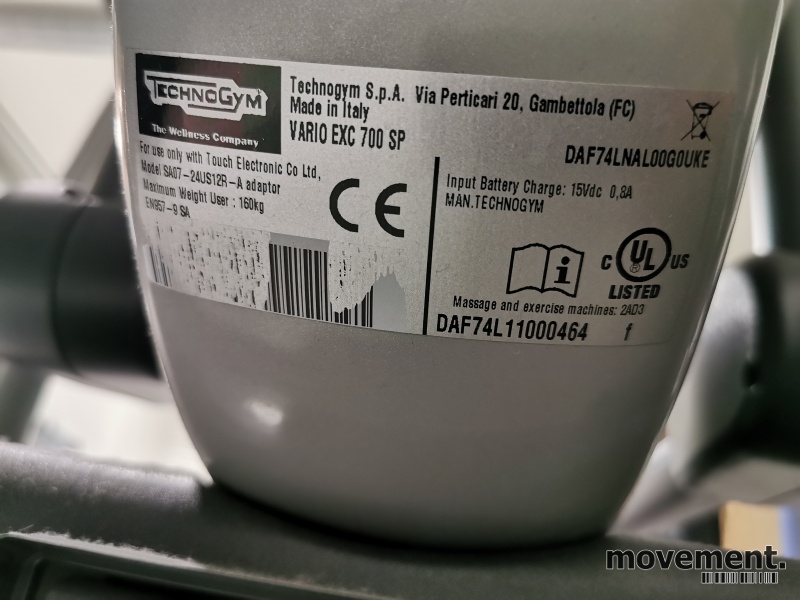 TECHNOGYM
The Wellness Company
Technogym S.p.A. Via Perticari 20, Gambettola (FC)
Made in Italy
VARIO EXC 700 SP
DAF74LNAL00G0UKE
For use only with Touch Electronic Co Ltd,
Model SA07-24US12R-A adaptor
Maximum Weight User : 160kg
EN957-9 SA
CE
Input Battery Charge: 15Vdc 0,8A
MAN.TECHNOGYM
i
C UL US
®
LISTED
Massage and exercise machines: 2AD3
DAF74L11000464 f
movement.